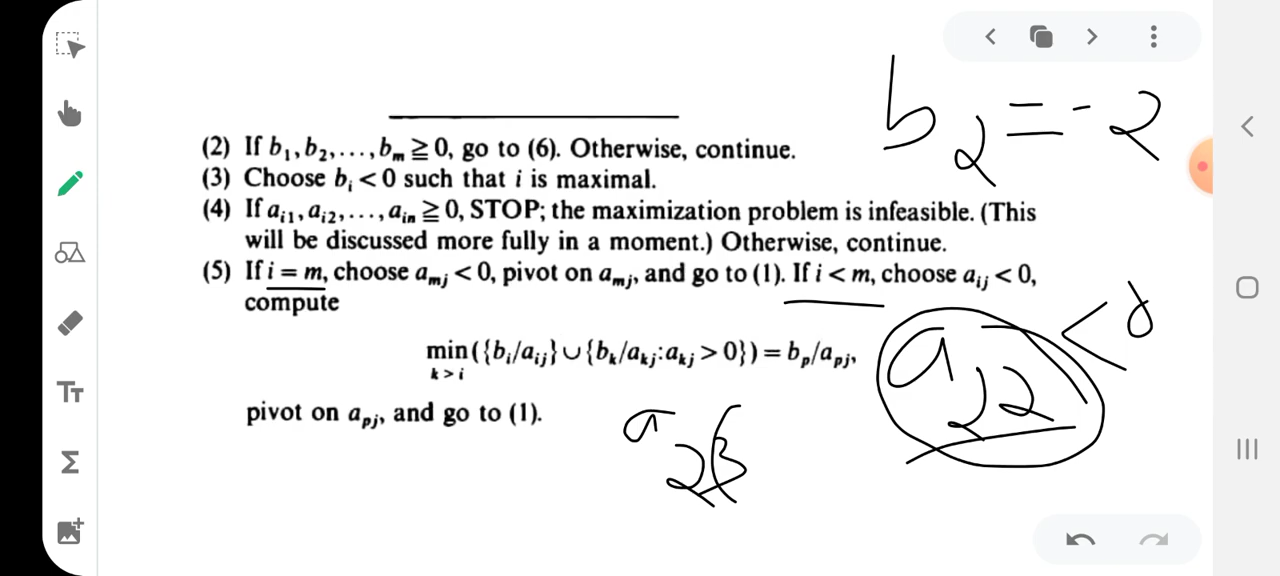 b₂ = -2
(2) If b₁, b₂, . . . , bₘ ≧ 0, go to (6). Otherwise, continue.
(3) Choose bᵢ < 0 such that i is maximal.
(4) If aᵢ₁, aᵢ₂, . . . , aᵢₙ ≧ 0, STOP; the maximization problem is infeasible. (This
will be discussed more fully in a moment.) Otherwise, continue.
(5) If i = m, choose aₘⱼ < 0, pivot on aₘⱼ, and go to (1). If i < m, choose aᵢⱼ < 0,
compute
min({bᵢ/aᵢⱼ} ∪ {bₖ/aₖⱼ: aₖⱼ > 0}) = bₚ/aₚⱼ,
k > i
a₂₂ < 0
pivot on aₚⱼ, and go to (1).
Tт
Σ